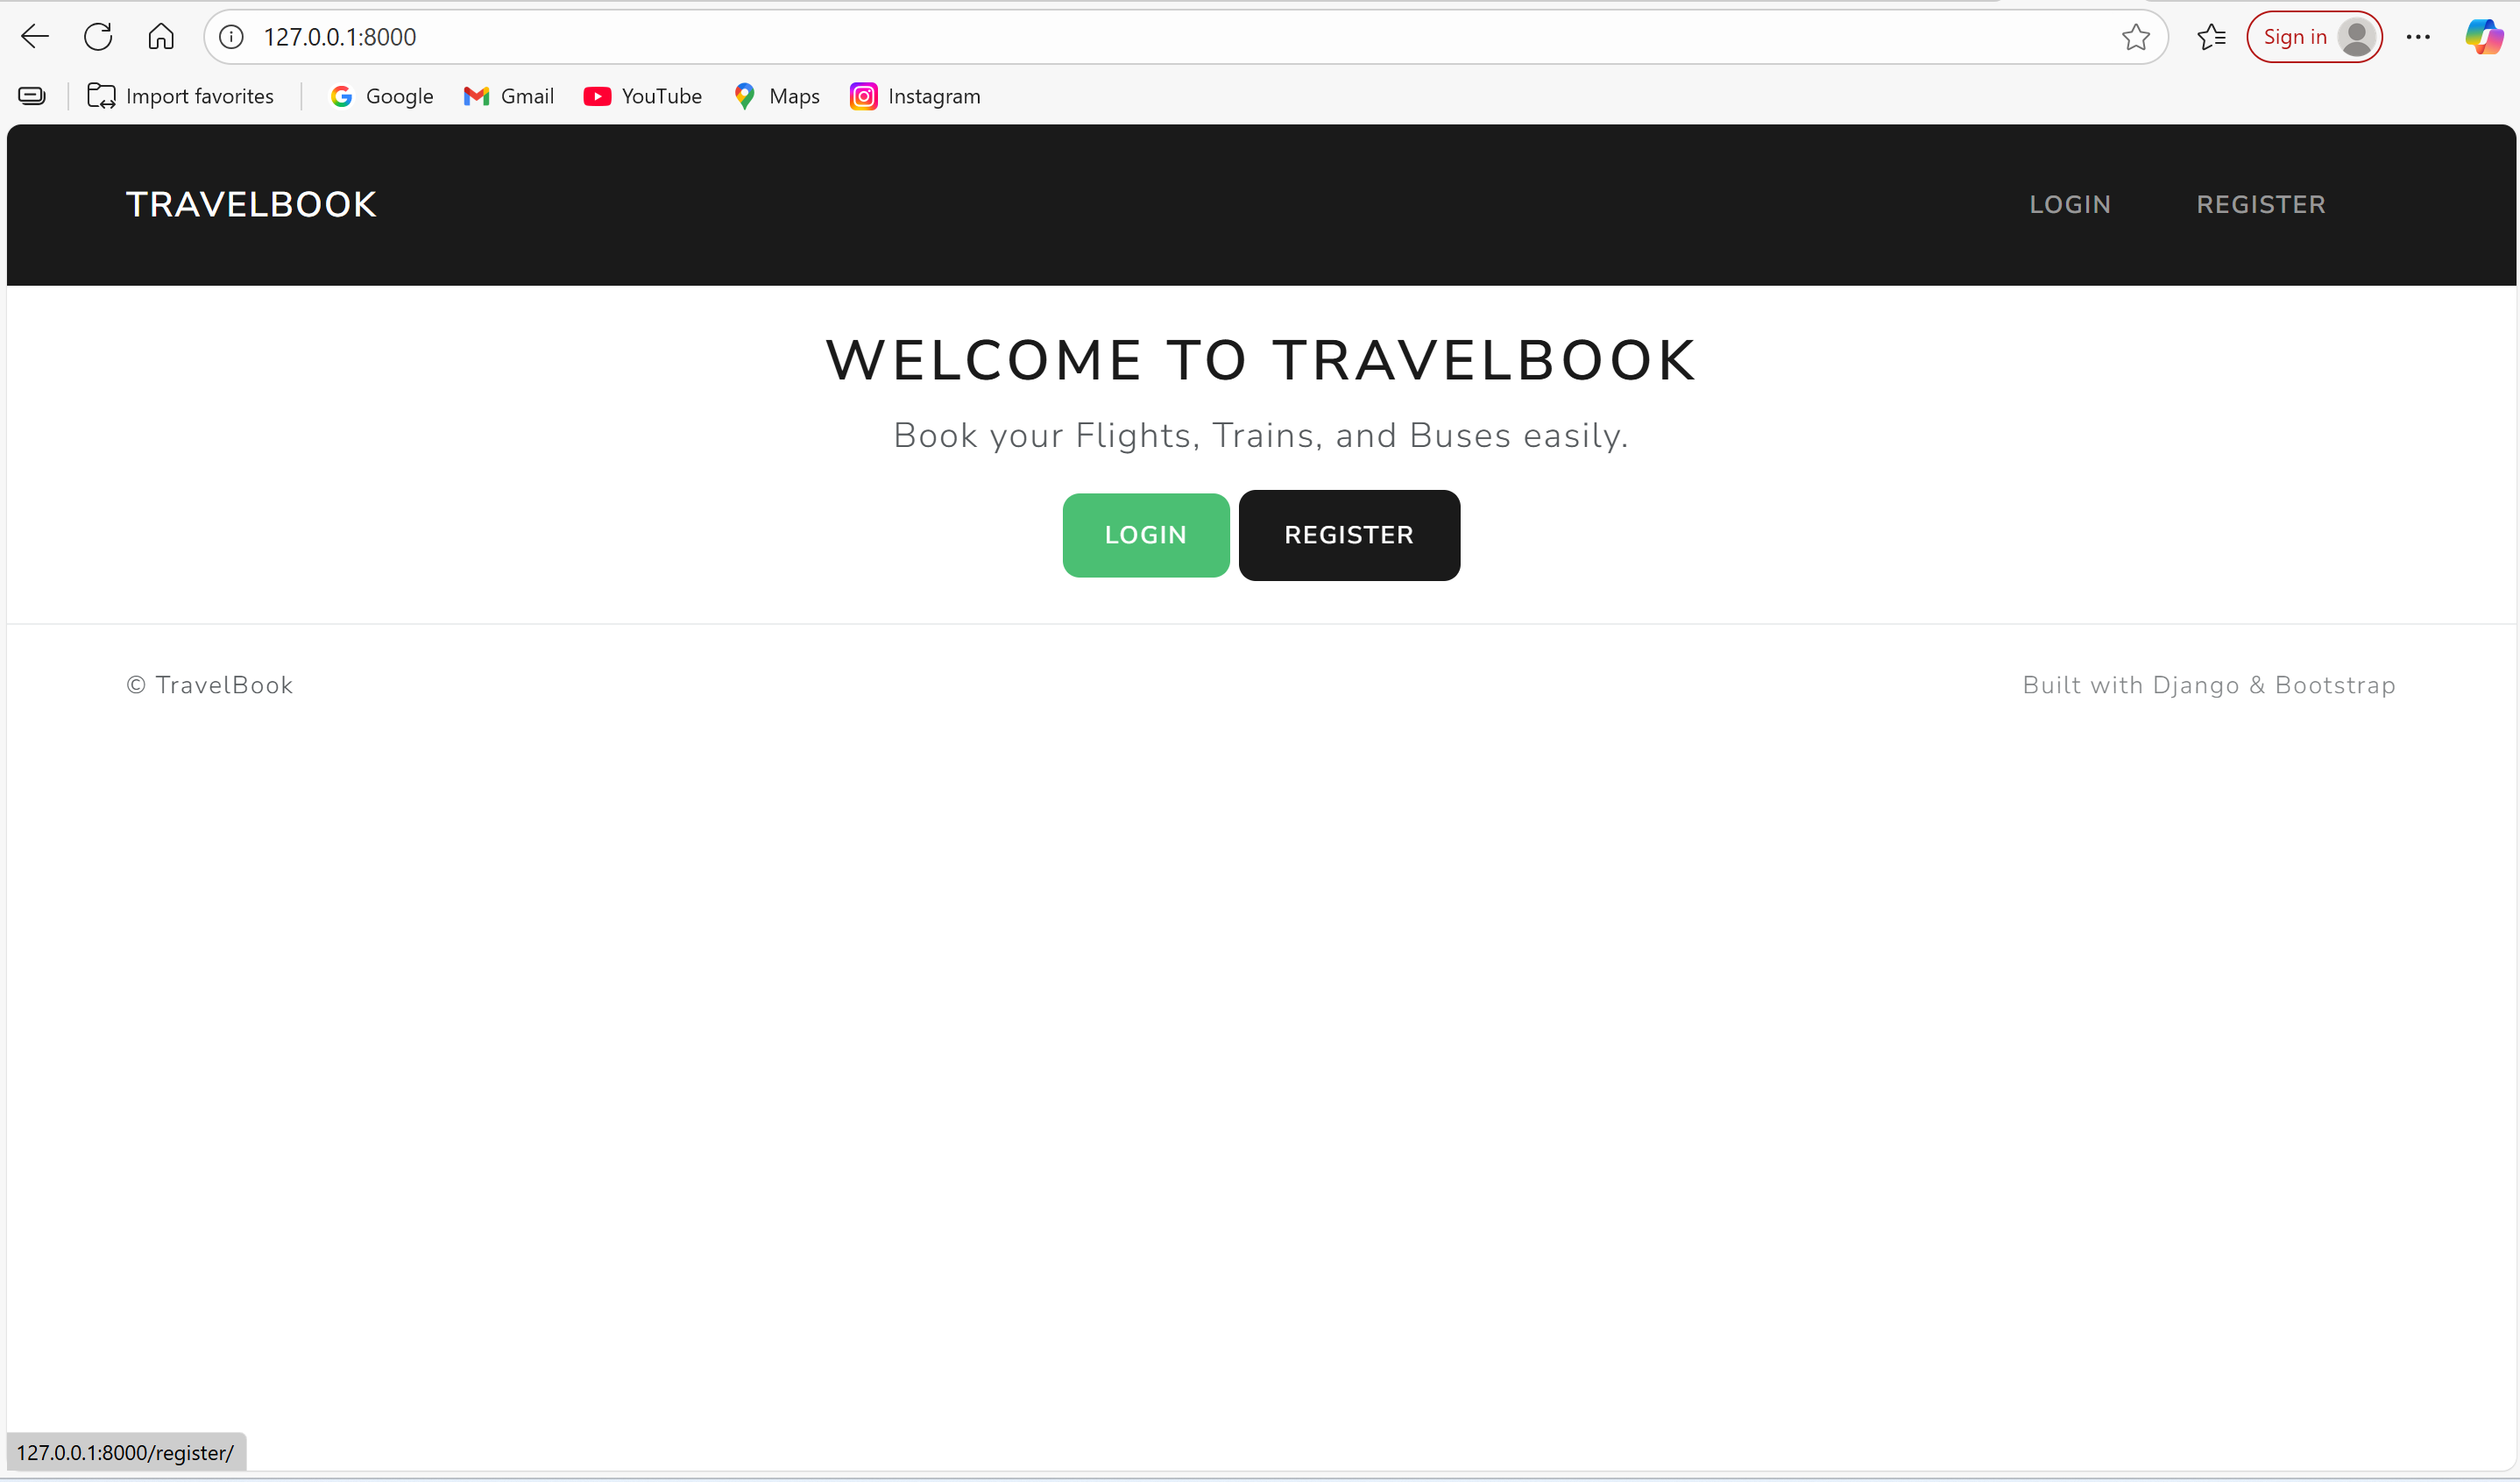 127.0.0.1:8000
Sign in
Import favorites
Google
Gmail
YouTube
Maps
Instagram
TRAVELBOOK
LOGIN
REGISTER
WELCOME TO TRAVELBOOK
Book your Flights, Trains, and Buses easily.
LOGIN
REGISTER
© TravelBook
Built with Django & Bootstrap
127.0.0.1:8000/register/